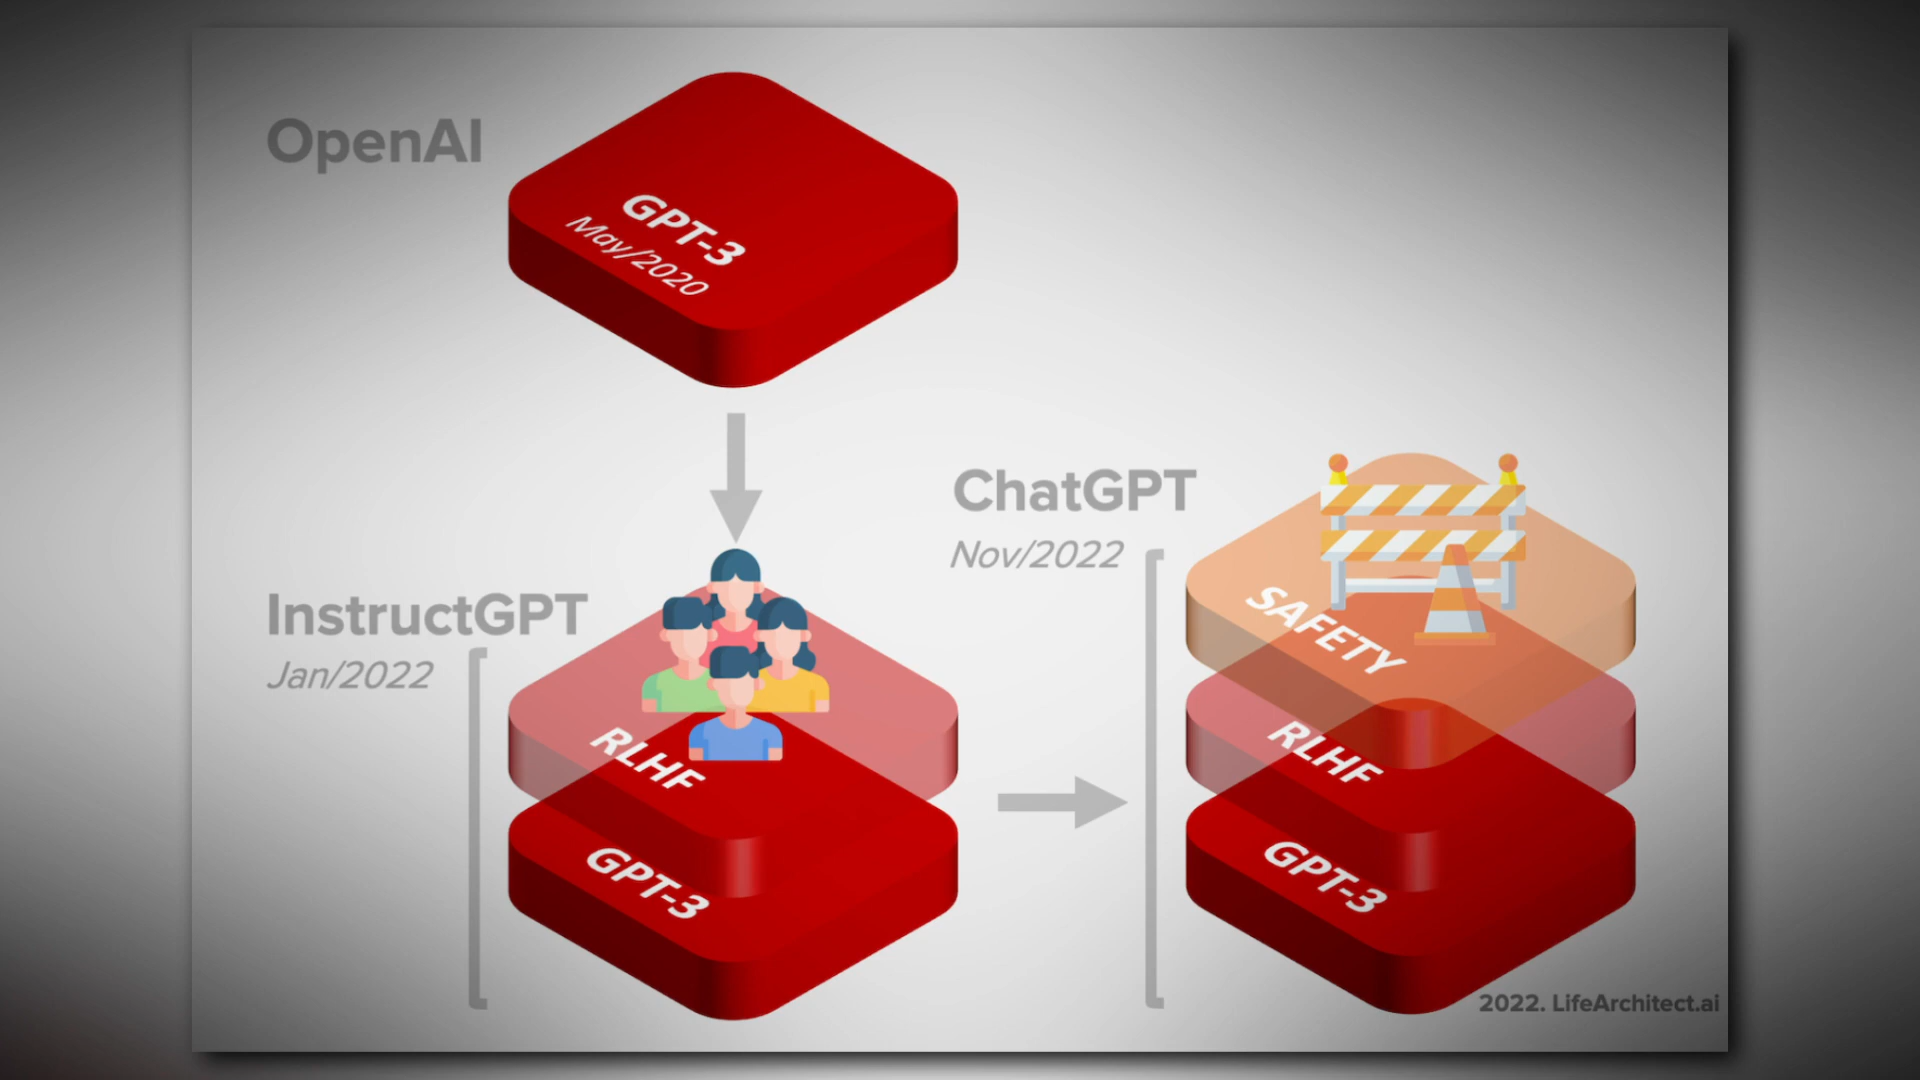 OpenAI
GPT-3
May/2020
InstructGPT
Jan/2022
RLHF
GPT-3
ChatGPT
Nov/2022
SAFETY
RLHF
GPT-3
2022. LifeArchitect.ai